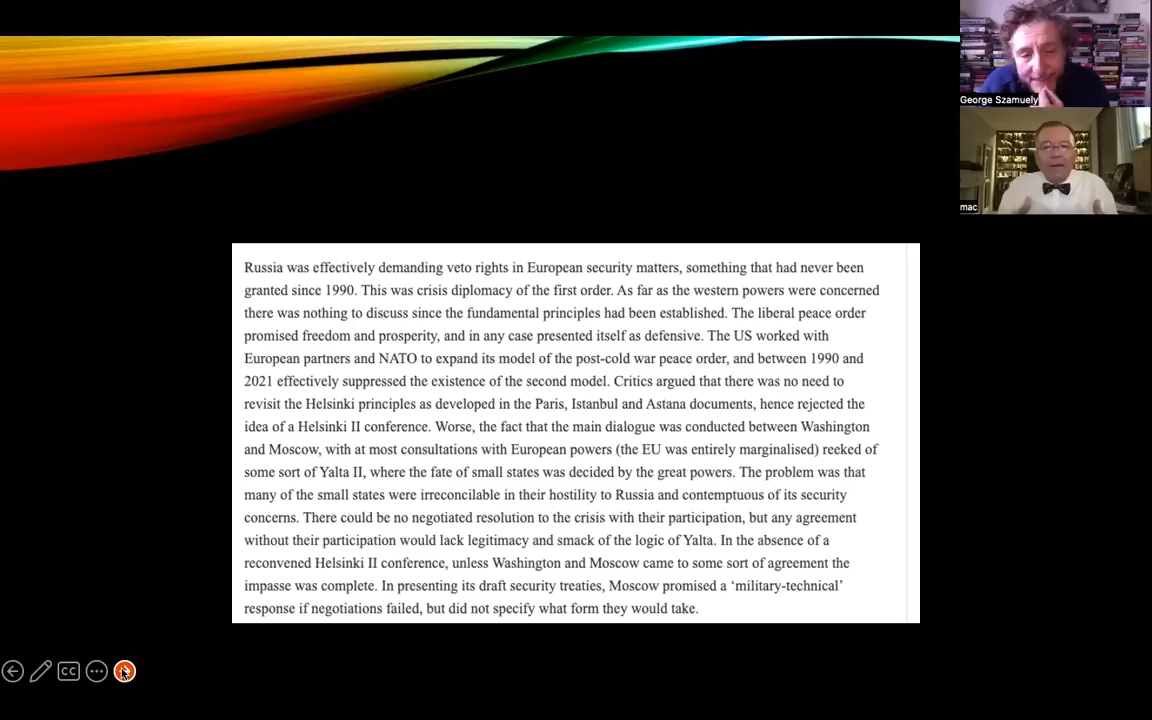 George Szamuely
mac
Russia was effectively demanding veto rights in European security matters, something that had never been
granted since 1990. This was crisis diplomacy of the first order. As far as the western powers were concerned
there was nothing to discuss since the fundamental principles had been established. The liberal peace order
promised freedom and prosperity, and in any case presented itself as defensive. The US worked with
European partners and NATO to expand its model of the post-cold war peace order, and between 1990 and
2021 effectively suppressed the existence of the second model. Critics argued that there was no need to
revisit the Helsinki principles as developed in the Paris, Istanbul and Astana documents, hence rejected the
idea of a Helsinki II conference. Worse, the fact that the main dialogue was conducted between Washington
and Moscow, with at most consultations with European powers (the EU was entirely marginalised) reeked of
some sort of Yalta II, where the fate of small states was decided by the great powers. The problem was that
many of the small states were irreconcilable in their hostility to Russia and contemptuous of its security
concerns. There could be no negotiated resolution to the crisis with their participation, but any agreement
without their participation would lack legitimacy and smack of the logic of Yalta. In the absence of a
reconvened Helsinki II conference, unless Washington and Moscow came to some sort of agreement the
impasse was complete. In presenting its draft security treaties, Moscow promised a ‘military-technical’
response if negotiations failed, but did not specify what form they would take.
CC